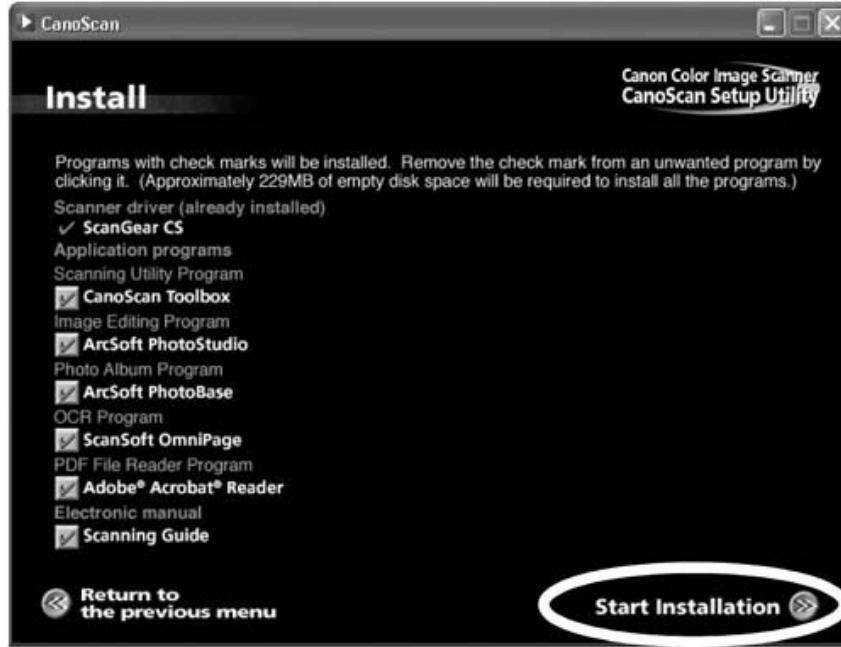 CanoScan
Install
Canon Color Image Scanner
CanoScan Setup Utility
Programs with check marks will be installed.  Remove the check mark from an unwanted program by
clicking it.  (Approximately 229MB of empty disk space will be required to install all the programs.)
Scanner driver (already installed)
ScanGear CS
Application programs
Scanning Utility Program
CanoScan Toolbox
Image Editing Program
ArcSoft PhotoStudio
Photo Album Program
ArcSoft PhotoBase
OCR Program
ScanSoft OmniPage
PDF File Reader Program
Adobe® Acrobat® Reader
Electronic manual
Scanning Guide
Return to
the previous menu
Start Installation